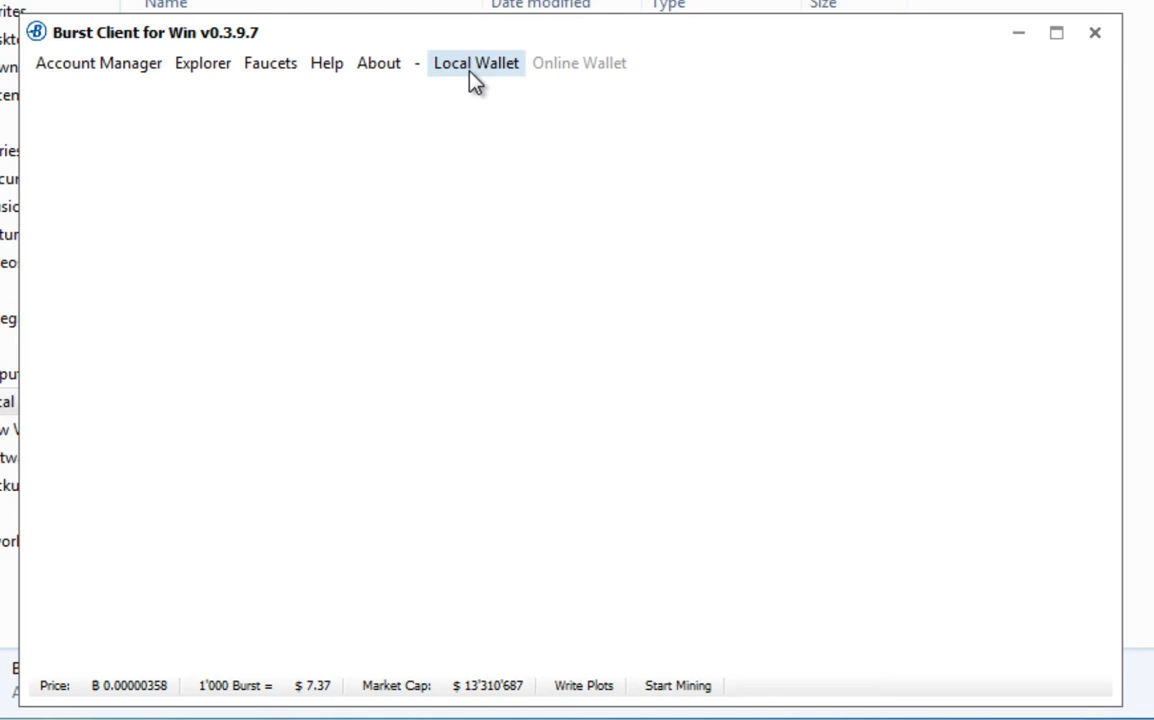 Name Date modified Type Size
Burst Client for Win v0.3.9.7
Account Manager Explorer Faucets Help About - Local Wallet Online Wallet
Price: B 0.00000358 1'000 Burst = $ 7.37 Market Cap: $ 13'310'687 Write Plots Start Mining